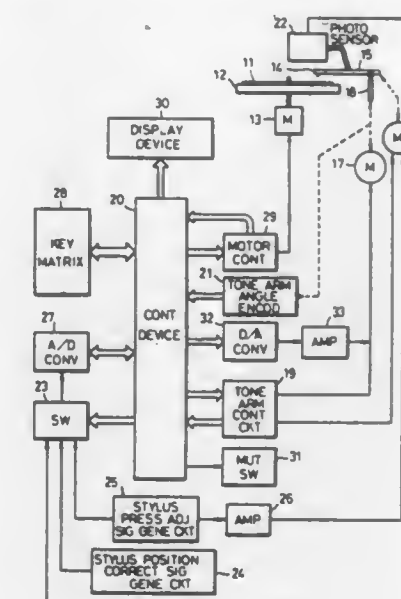 22
PHOTO
SENSOR
15
14
11
12
16
13
M
M
17
M
30
DISPLAY
DEVICE
20
28
KEY
MATRIX
29
MOTOR
CONT
21
TONE ARM
ANGLE
ENCOD
CONT
DEVICE
27
A/D
CONV
32
D/A
CONV
33
AMP
23
SW
19
TONE
ARM
CONT
CKT
MUT
SW
31
25
STYLUS
PRESS ADJ
SIG GENE CKT
26
AMP
STYLUS POSITION
CORRECT SIG
GENE CKT
24